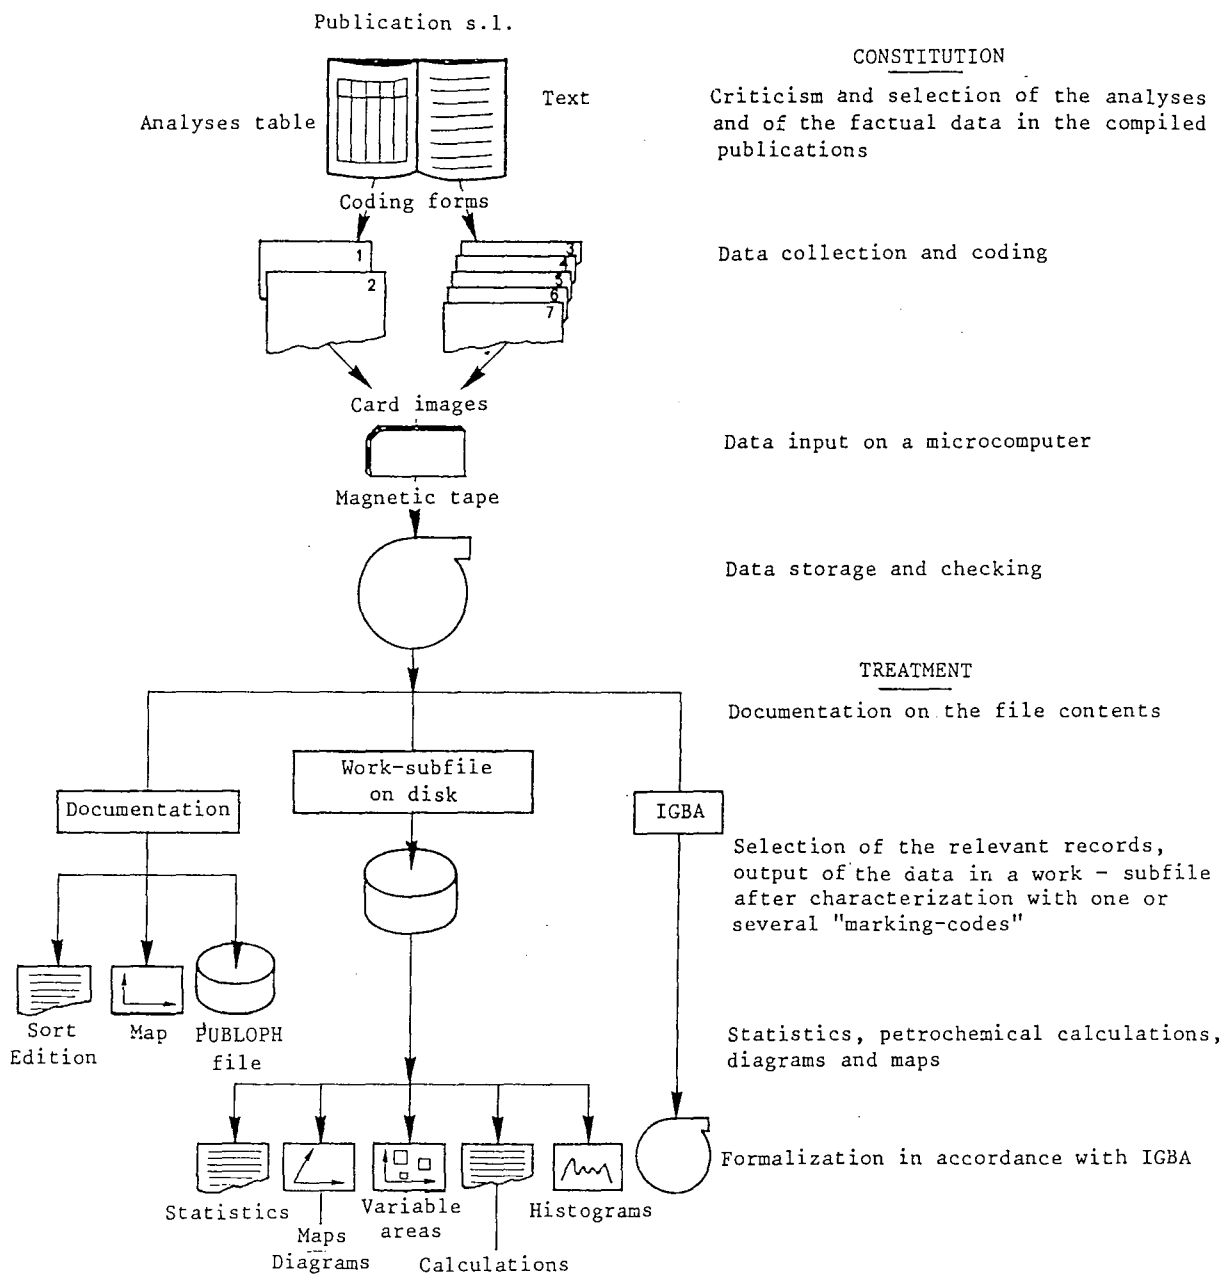 Publication s.l.
CONSTITUTION
Text
Analyses table
Criticism and selection of the analyses
and of the factual data in the compiled
publications
Coding forms
1
2
3
4
5
6
7
Data collection and coding
Card images
Data input on a microcomputer
Magnetic tape
Data storage and checking
TREATMENT
Documentation on the file contents
Work-subfile
on disk
Documentation
IGBA
Selection of the relevant records,
output of the data in a work - subfile
after characterization with one or
several "marking-codes"
Sort
Edition
Map
PUBLOPH
file
Statistics, petrochemical calculations,
diagrams and maps
Formalization in accordance with IGBA
Statistics
Maps
Diagrams
Variable
areas
Calculations
Histograms